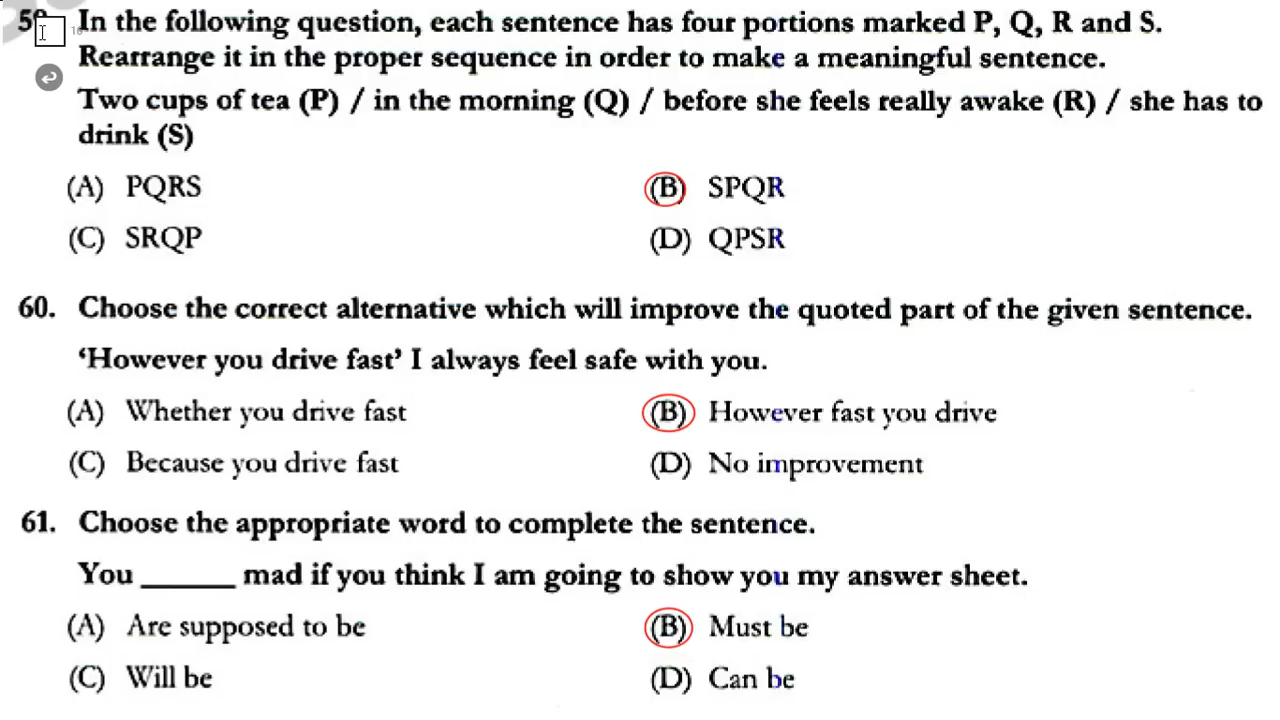 In the following question, each sentence has four portions marked P, Q, R and S.
Rearrange it in the proper sequence in order to make a meaningful sentence.
Two cups of tea (P) / in the morning (Q) / before she feels really awake (R) / she has to
drink (S)
(A) PQRS (B) SPQR
(C) SRQP (D) QPSR
60. Choose the correct alternative which will improve the quoted part of the given sentence.
‘However you drive fast’ I always feel safe with you.
(A) Whether you drive fast (B) However fast you drive
(C) Because you drive fast (D) No improvement
61. Choose the appropriate word to complete the sentence.
You ______ mad if you think I am going to show you my answer sheet.
(A) Are supposed to be (B) Must be
(C) Will be (D) Can be